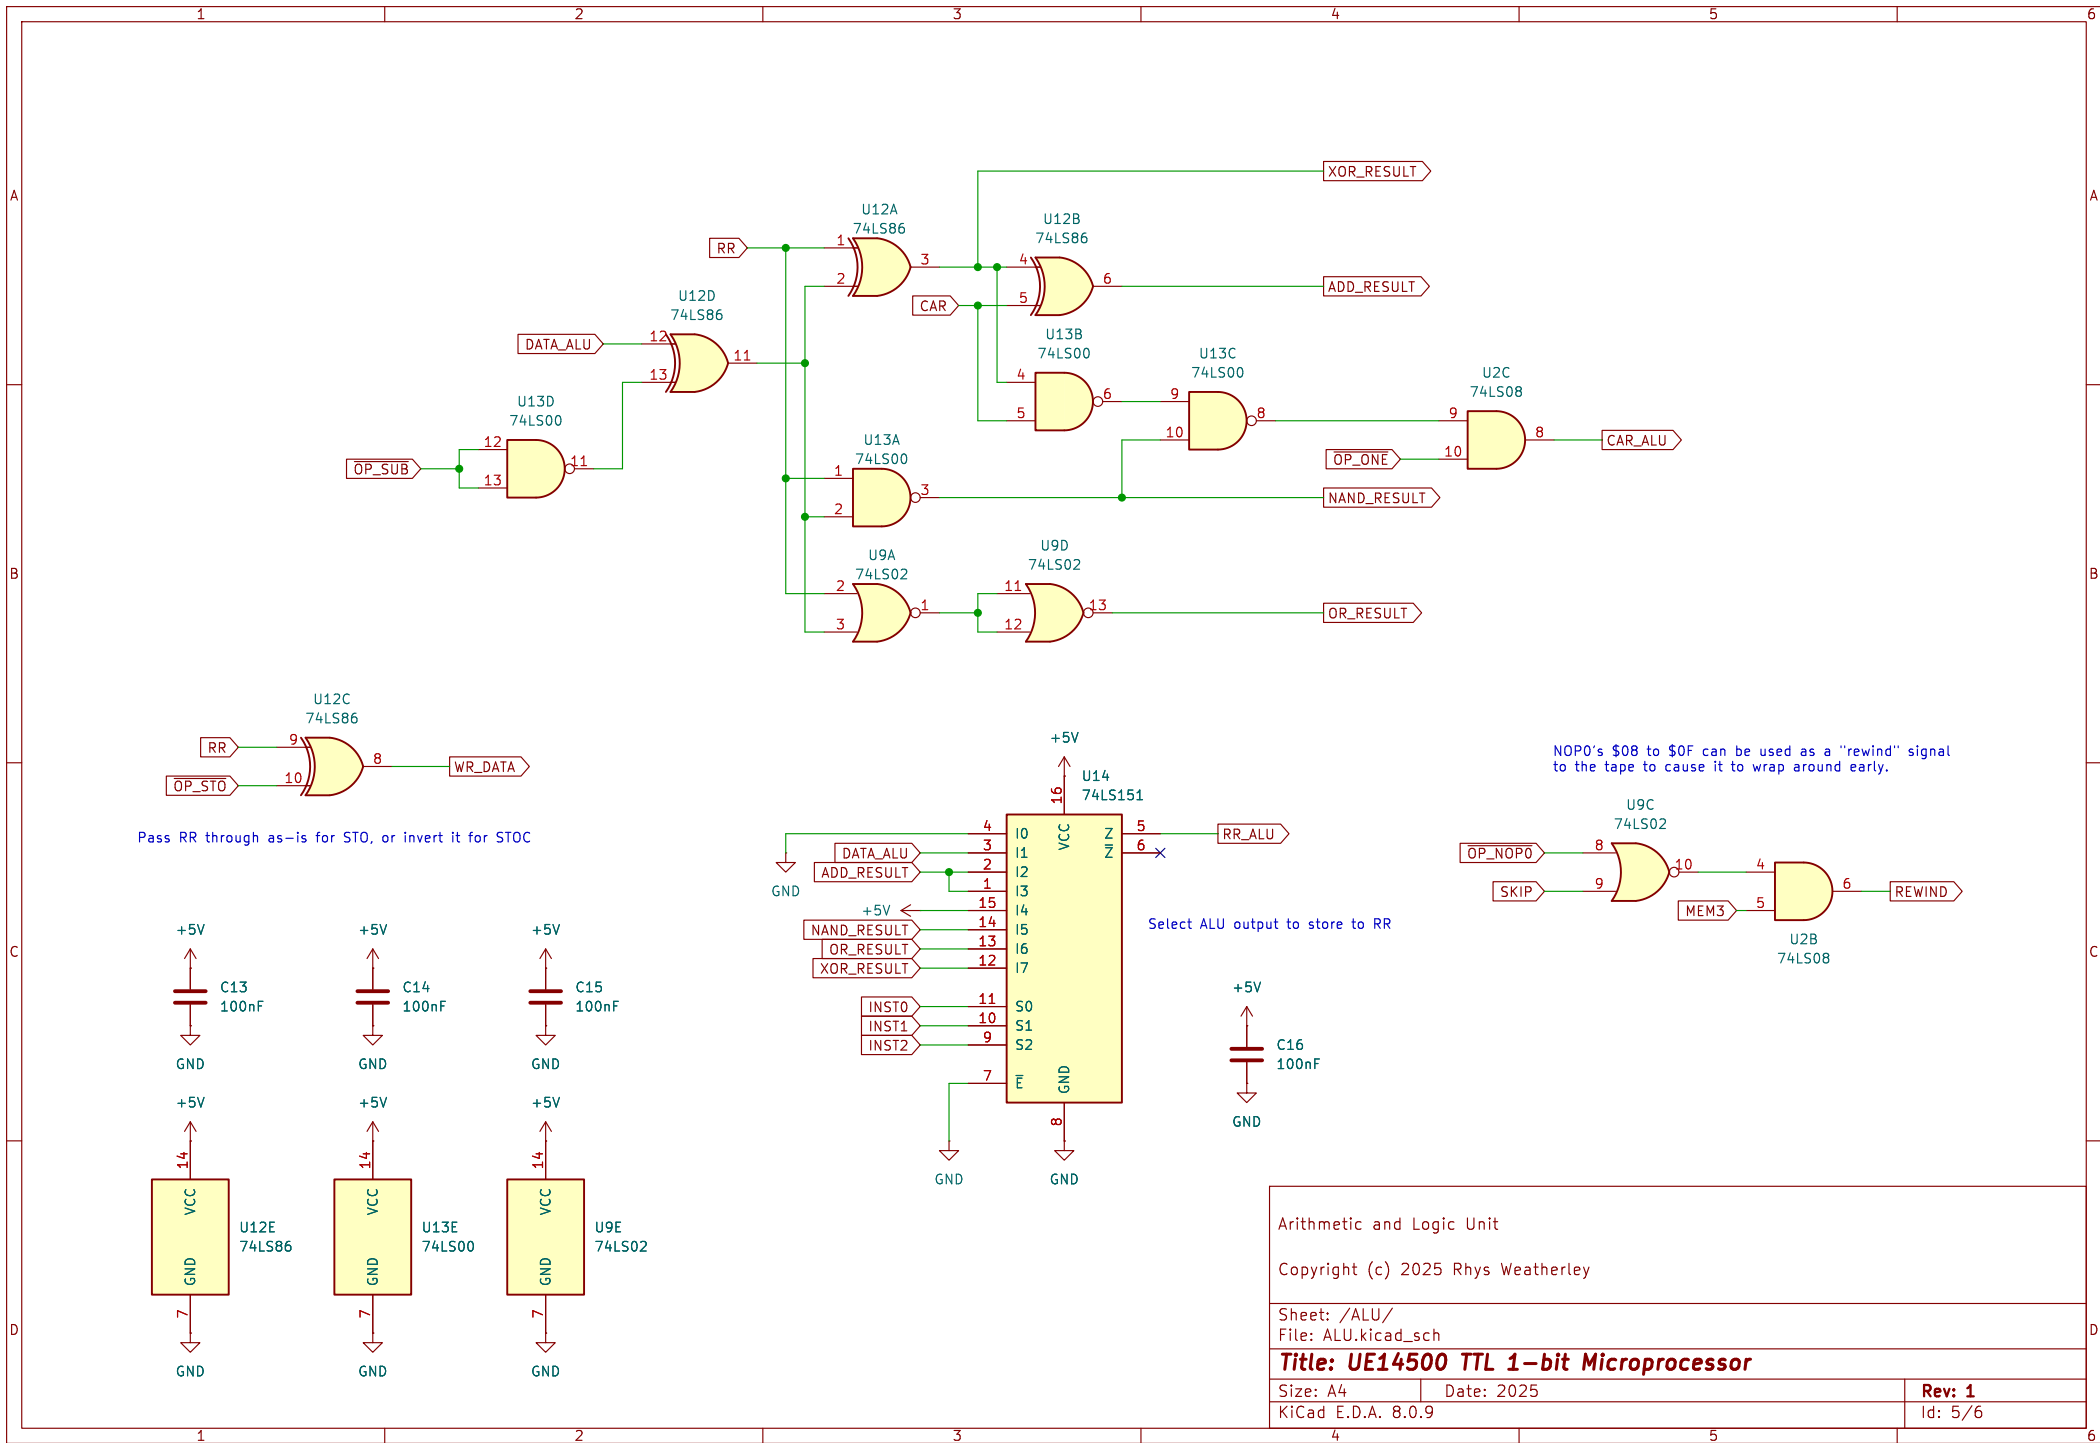 1 2 3 4 5 6
A
A
XOR_RESULT
U12A
74LS86
U12B
74LS86
RR
1
2
3
4
5
6
CAR
ADD_RESULT
U12D
74LS86
DATA_ALU
12
13
11
U13B
74LS00
4
5
6
U13C
74LS00
9
10
8
U2C
74LS08
9
10
8
CAR_ALU
OP_ONE
U13D
74LS00
OP_SUB
12
13
11
U13A
74LS00
1
2
3
NAND_RESULT
U9A
74LS02
2
3
1
U9D
74LS02
11
12
13
OR_RESULT
B
B
U12C
74LS86
RR
OP_STO
9
10
8
WR_DATA
Pass RR through as-is for STO, or invert it for STOC
+5V
U14
74LS151
16
VCC
4 I0
DATA_ALU 3 I1
ADD_RESULT 2 I2
1 I3
+5V 15 I4
NAND_RESULT 14 I5
OR_RESULT 13 I6
XOR_RESULT 12 I7
INST0 11 S0
INST1 10 S1
INST2 9 S2
7 E
GND
8
GND
GND
GND
Z 5 RR_ALU
Z 6
Select ALU output to store to RR
NOP0's $08 to $0F can be used as a "rewind" signal
to the tape to cause it to wrap around early.
U9C
74LS02
OP_NOP0
SKIP
8
9
10
MEM3
4
5
6
REWIND
U2B
74LS08
C
C
+5V
C13
100nF
GND
+5V
C14
100nF
GND
+5V
C15
100nF
GND
+5V
C16
100nF
GND
+5V
14
VCC
GND
7
U12E
74LS86
GND
+5V
14
VCC
GND
7
U13E
74LS00
GND
+5V
14
VCC
GND
7
U9E
74LS02
GND
D
D
Arithmetic and Logic Unit
Copyright (c) 2025 Rhys Weatherley
Sheet: /ALU/
File: ALU.kicad_sch
Title: UE14500 TTL 1-bit Microprocessor
Size: A4 Date: 2025 Rev: 1
KiCad E.D.A. 8.0.9 Id: 5/6
1 2 3 4 5 6